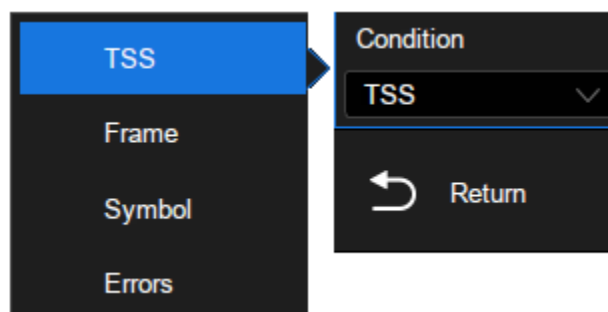 TSS
Frame
Symbol
Errors
Condition
TSS
Return